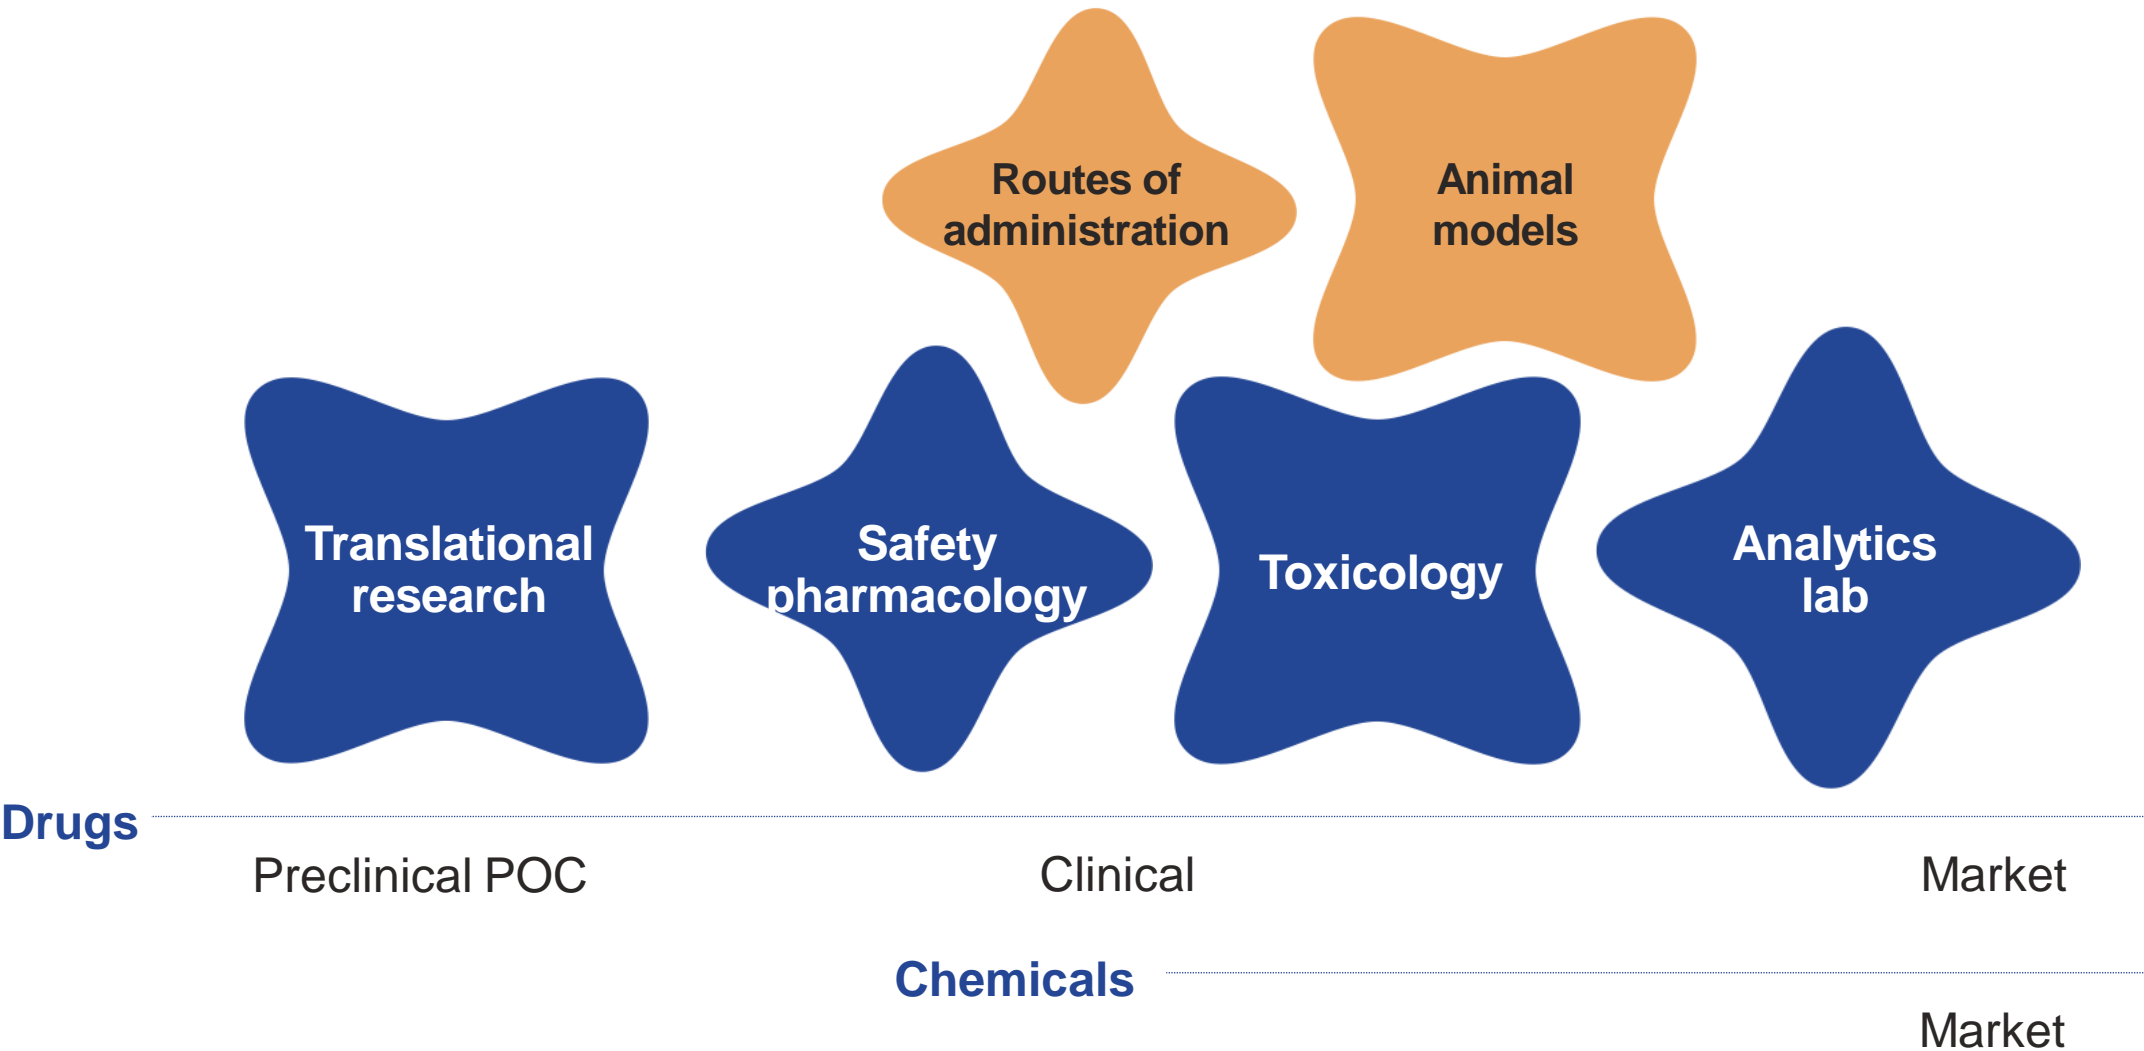 Routes of
administration
Animal
models
Translational
research
Safety
pharmacology
Toxicology
Analytics
lab
Drugs
Preclinical POC
Clinical
Market
Chemicals
Market